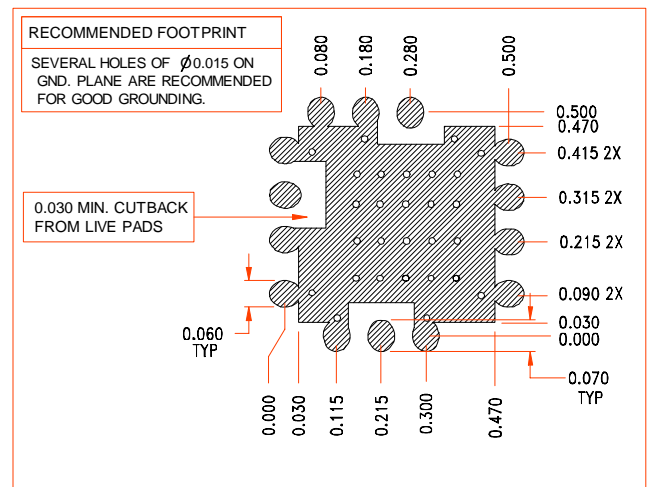 RECOMMENDED FOOTPRINT
SEVERAL HOLES OF Ø0.015 ON
GND. PLANE ARE RECOMMENDED
FOR GOOD GROUNDING.
0.080
0.180
0.280
0.500
0.500
0.470
0.415 2X
0.315 2X
0.215 2X
0.090 2X
0.030
0.000
0.070
TYP
0.030 MIN. CUTBACK
FROM LIVE PADS
0.060
TYP
0.000
0.030
0.115
0.215
0.300
0.470